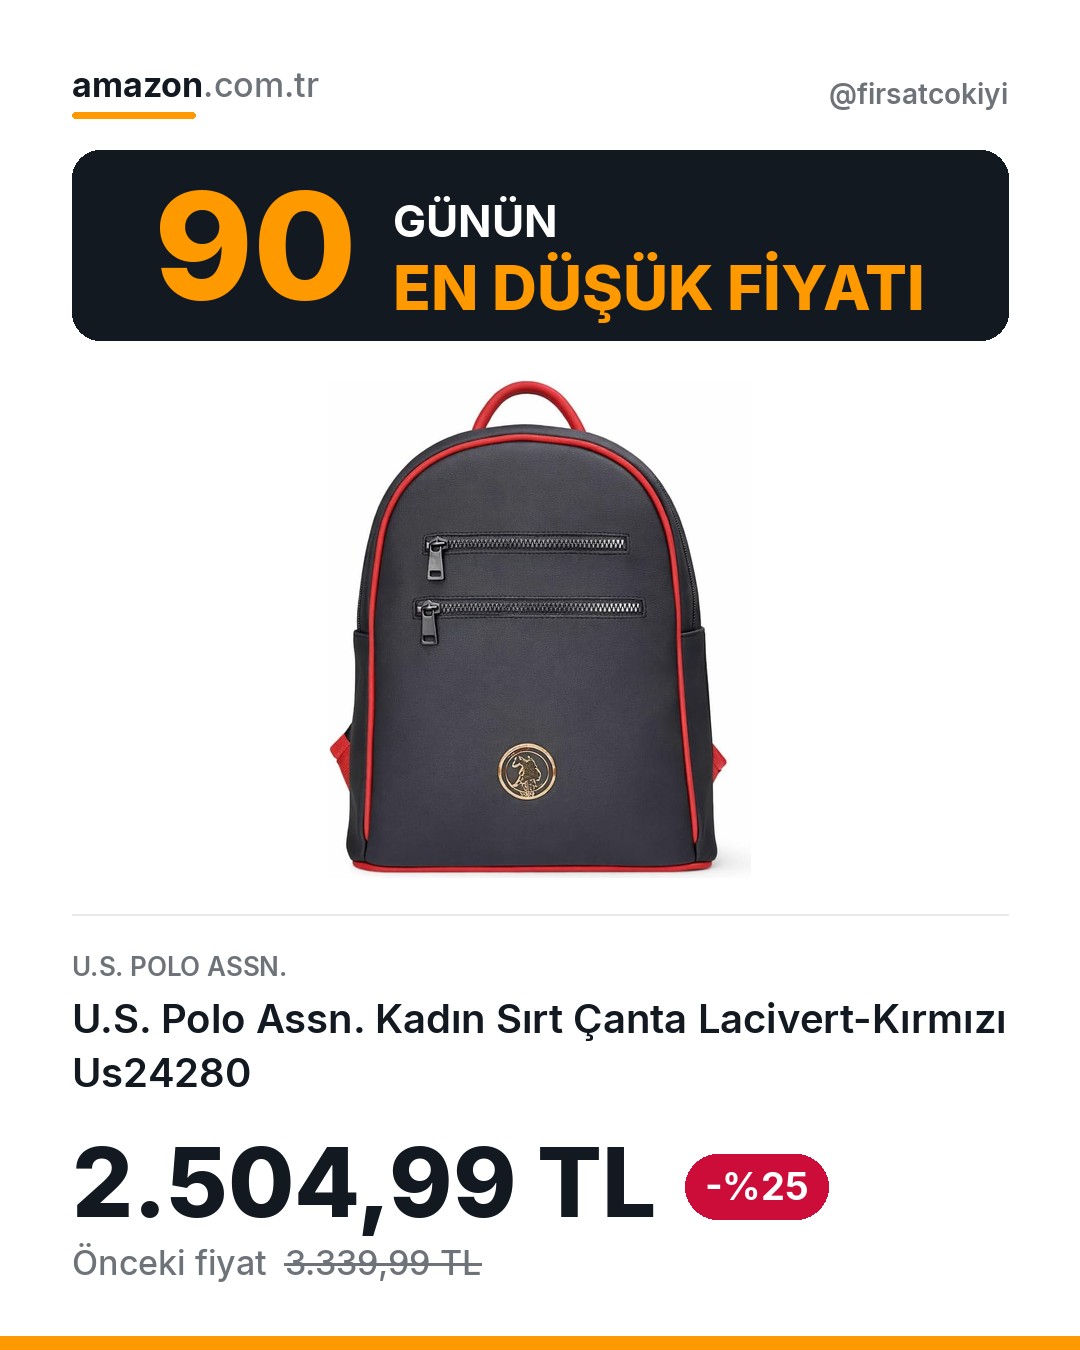 amazon.com.tr
@firsatcokiyi
90
GÜNÜN
EN DÜŞÜK FİYATI
U.S. POLO ASSN.
U.S. Polo Assn. Kadın Sırt Çanta Lacivert-Kırmızı
Us24280
2.504,99 TL
-%25
Önceki fiyat 3.339,99 TL